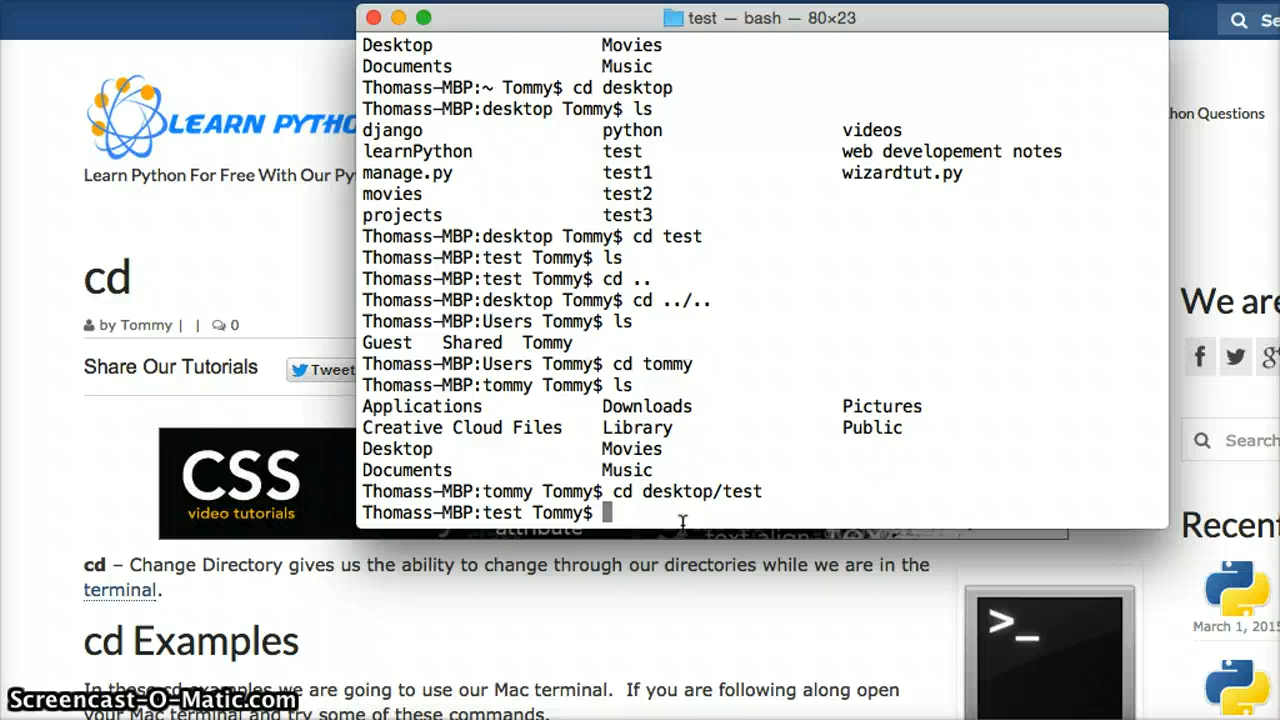 test — bash — 80×23
Desktop Movies
Documents Music
Thomass-MBP:~ Tommy$ cd desktop
Thomass-MBP:desktop Tommy$ ls
django python videos
learnPython test web developement notes
manage.py test1 wizardtut.py
movies test2
projects test3
Thomass-MBP:desktop Tommy$ cd test
Thomass-MBP:test Tommy$ ls
Thomass-MBP:test Tommy$ cd ..
Thomass-MBP:desktop Tommy$ cd ../..
Thomass-MBP:Users Tommy$ ls
Guest Shared Tommy
Thomass-MBP:Users Tommy$ cd tommy
Thomass-MBP:tommy Tommy$ ls
Applications Downloads Pictures
Creative Cloud Files Library Public
Desktop Movies
Documents Music
Thomass-MBP:tommy Tommy$ cd desktop/test
Thomass-MBP:test Tommy$
Se
LEARN PYTHO
hon Questions
Learn Python For Free With Our Py
cd
by Tommy | | 0
We are
Share Our Tutorials
Tweet
Search
CSS
video tutorials
attribute
text align
Recent
cd – Change Directory gives us the ability to change through our directories while we are in the
terminal.
>_
March 1, 2015
cd Examples
In these cd examples we are going to use our Mac terminal. If you are following along open
your Mac terminal and try some of these commands.
Screencast-O-Matic.com